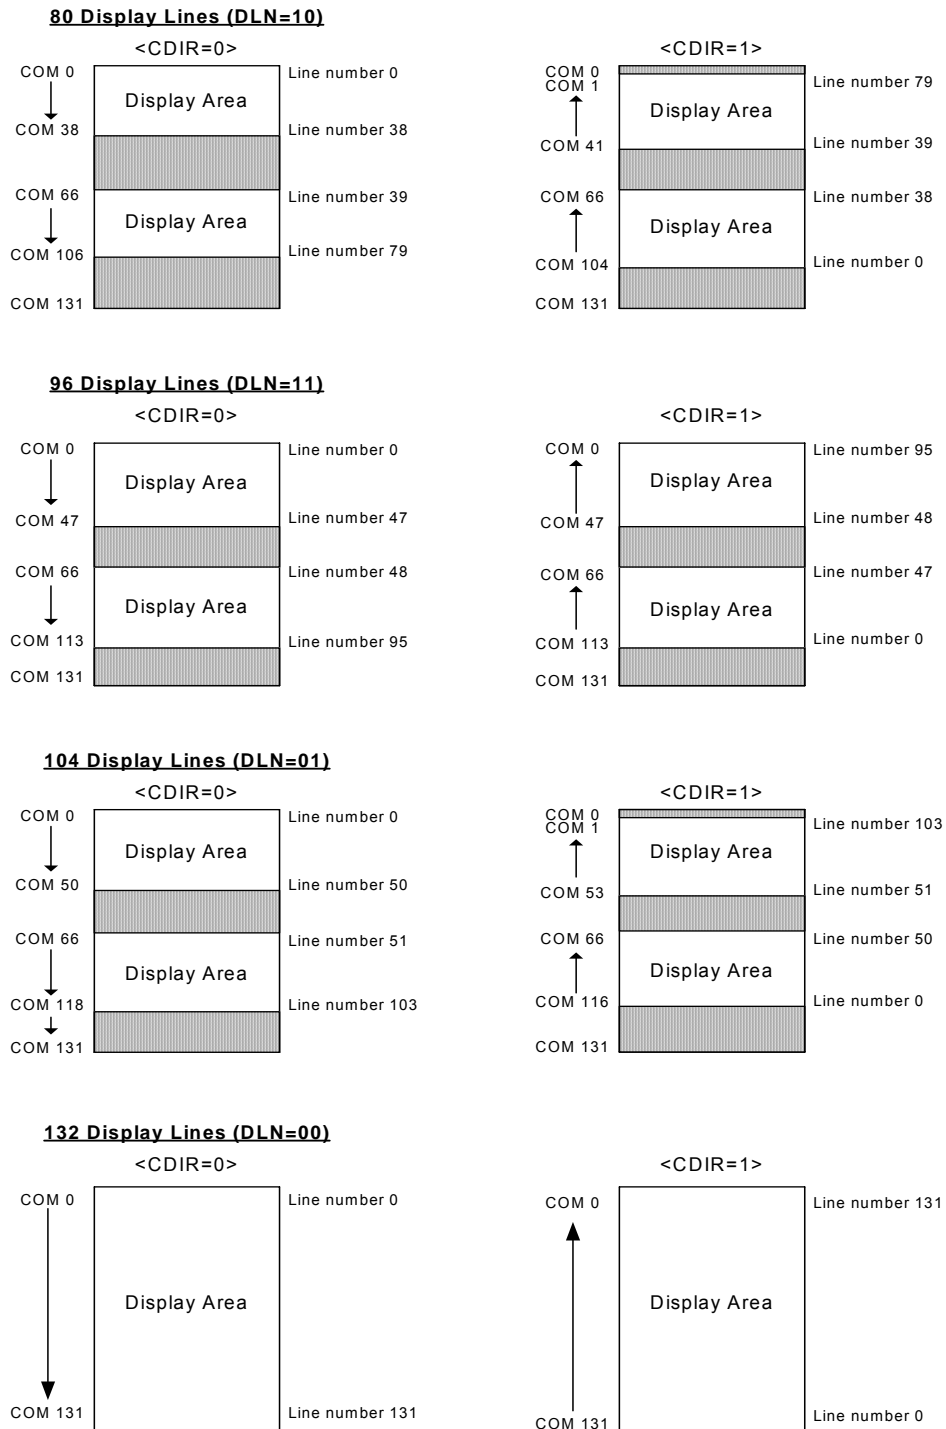 80 Display Lines (DLN=10)
<CDIR=0>
COM 0
Line number 0
Display Area
COM 38
Line number 38
COM 66
Line number 39
Display Area
COM 106
Line number 79
COM 131
<CDIR=1>
COM 0
COM 1
Line number 79
Display Area
COM 41
Line number 39
COM 66
Line number 38
Display Area
COM 104
Line number 0
COM 131
96 Display Lines (DLN=11)
<CDIR=0>
COM 0
Line number 0
Display Area
COM 47
Line number 47
COM 66
Line number 48
Display Area
COM 113
Line number 95
COM 131
<CDIR=1>
COM 0
Line number 95
Display Area
COM 47
Line number 48
COM 66
Line number 47
Display Area
COM 113
Line number 0
COM 131
104 Display Lines (DLN=01)
<CDIR=0>
COM 0
Line number 0
Display Area
COM 50
Line number 50
COM 66
Line number 51
Display Area
COM 118
Line number 103
COM 131
<CDIR=1>
COM 0
COM 1
Line number 103
Display Area
COM 53
Line number 51
COM 66
Line number 50
Display Area
COM 116
Line number 0
COM 131
132 Display Lines (DLN=00)
<CDIR=0>
COM 0
Line number 0
Display Area
COM 131
Line number 131
<CDIR=1>
COM 0
Line number 131
Display Area
COM 131
Line number 0